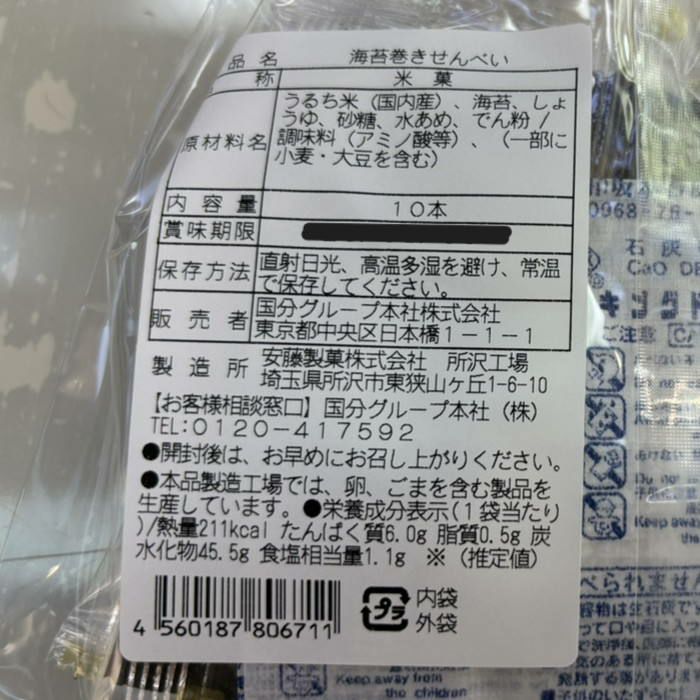 品名 海苔巻きせんべい
称 米菓
原材料名 うるち米（国内産）、海苔、しょ
うゆ、砂糖、水あめ、でん粉 /
調味料（アミノ酸等）、（一部に
小麦・大豆を含む）
内容量 10本
賞味期限
保存方法 直射日光、高温多湿を避け、常温
で保存してください。
販売者 国分グループ本社株式会社
東京都中央区日本橋1-1-1
製造所 安藤製菓株式会社 所沢工場
埼玉県所沢市東狭山ヶ丘1-6-10
【お客様相談窓口】国分グループ本社（株）
TEL:0120-417592
●開封後は、お早めにお召し上がりください。
●本品製造工場では、卵、ごまを含む製品を
生産しています。●栄養成分表示(1袋当たり
)/熱量211kcal たんぱく質6.0g 脂質0.5g 炭
水化物45.5g 食塩相当量1.1g ※（推定値）
4 560187 806711
プラ
内袋
外袋
石灰
CaO
ご注意
Keep away
Keep away from
the children